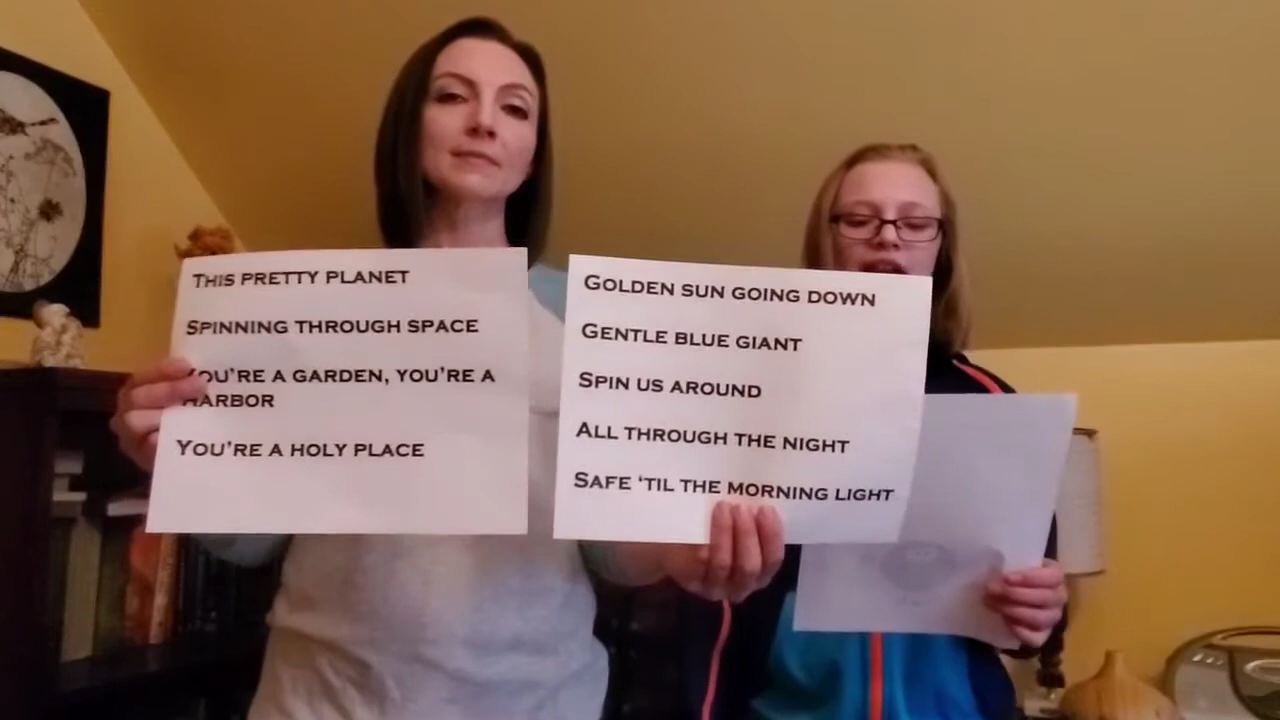 THIS PRETTY PLANET
SPINNING THROUGH SPACE
YOU'RE A GARDEN, YOU'RE A
HARBOR
YOU'RE A HOLY PLACE
GOLDEN SUN GOING DOWN
GENTLE BLUE GIANT
SPIN US AROUND
ALL THROUGH THE NIGHT
SAFE 'TIL THE MORNING LIGHT